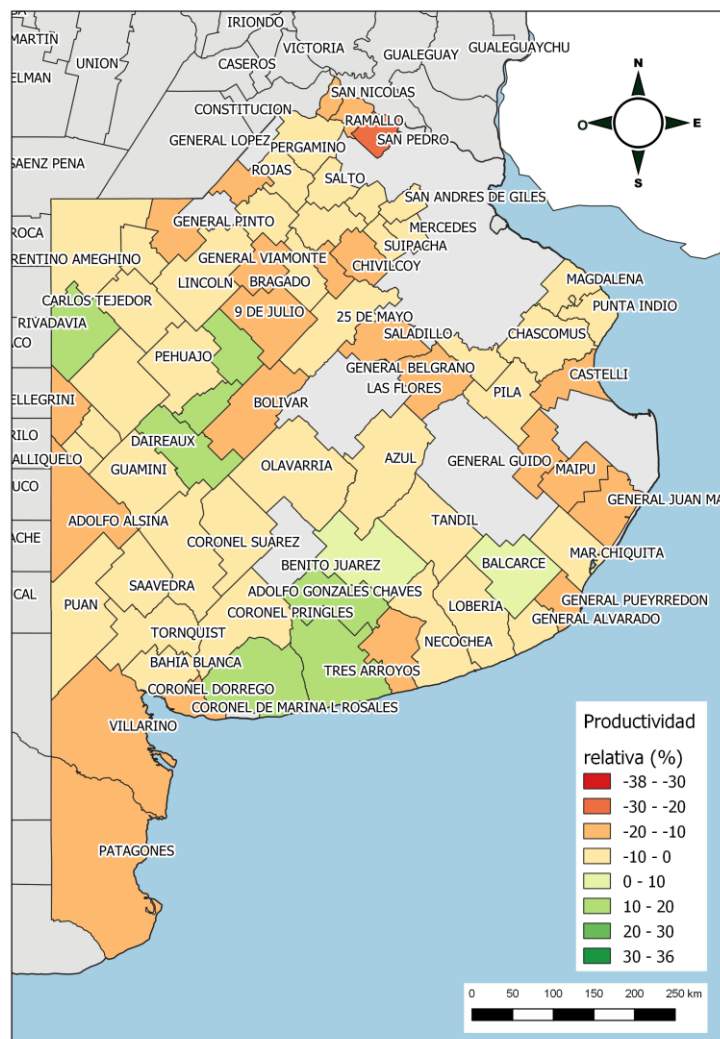 IRIONDO
MARTIN
VICTORIA
GUALEGUAYCHU
GUALEGUAY
UNION
CASEROS
ELMAN
SAN NICOLAS
CONSTITUCION
RAMALLO
GENERAL LOPEZ
SAN PEDRO
PERGAMINO
SAENZ PENA
ROJAS
SALTO
SAN ANDRES DE GILES
GENERAL PINTO
MERCEDES
ROCA
SUIPACHA
RENTINO AMEGHINO
GENERAL VIAMONTE
CHIVILCOY
LINCOLN
BRAGADO
MAGDALENA
CARLOS TEJEDOR
PUNTA INDIO
9 DE JULIO
25 DE MAYO
TRIVADAVIA
SALADILLO
CHASCOMUS
ACO
PEHUAJO
GENERAL BELGRANO
CASTELLI
LAS FLORES
PILA
PELLEGRINI
BOLIVAR
RILO
DAIREAUX
ALLIQUELO
GUAMINI
OLAVARRIA
AZUL
GENERAL GUIDO
MAIPU
UCO
GENERAL JUAN MA
ADOLFO ALSINA
TANDIL
ACHE
CORONEL SUAREZ
MAR CHIQUITA
BENITO JUAREZ
BALCARCE
SAAVEDRA
ADOLFO GONZALES CHAVES
CAL
GENERAL PUEYRREDON
PUAN
CORONEL PRINGLES
LOBERIA
GENERAL ALVARADO
TORNQUIST
NECOCHEA
BAHIA BLANCA
TRES ARROYOS
CORONEL DORREGO
CORONEL DE MARINA L ROSALES
VILLARINO
PATAGONES
N
O
E
S
Productividad
relativa (%)
-38 - -30
-30 - -20
-20 - -10
-10 - 0
0 - 10
10 - 20
20 - 30
30 - 36
0 50 100 150 200 250 km